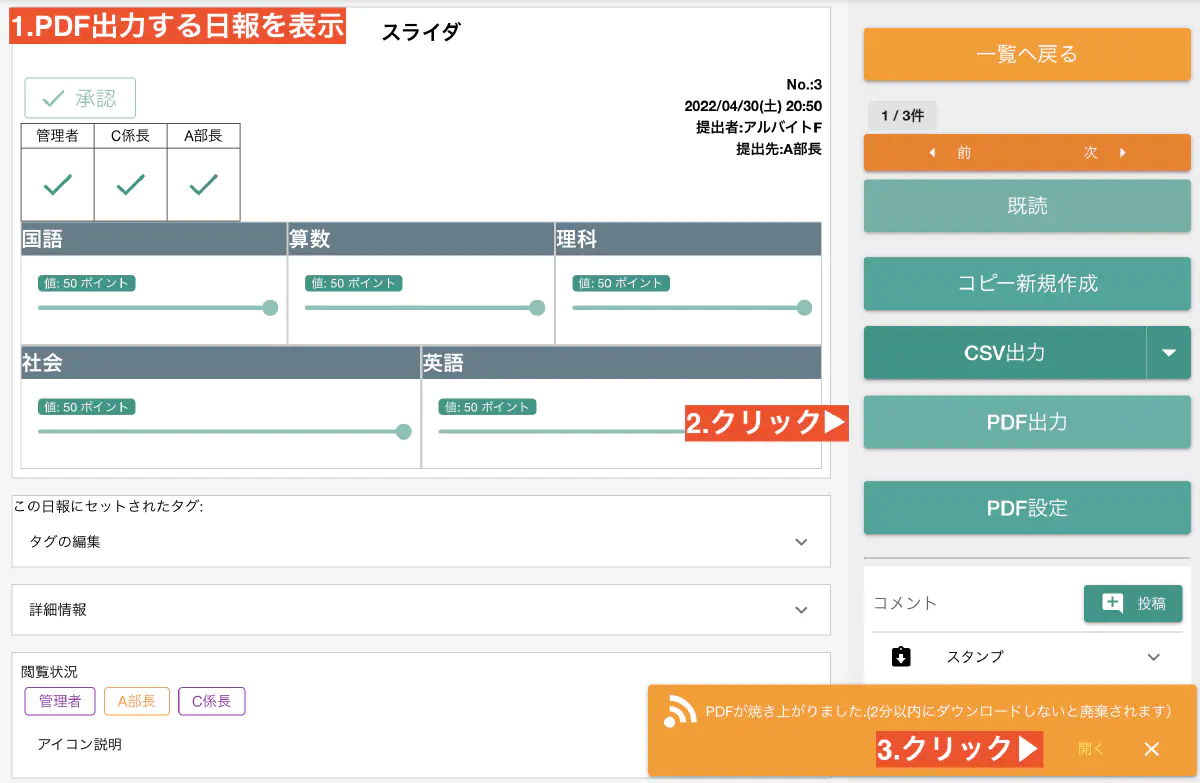 1.PDF出力する日報を表示
スライダ
承認
No.:3
2022/04/30(土) 20:50
提出者:アルバイトF
提出先:A部長
管理者 C係長 A部長
国語 算数 理科
値: 50 ポイント 値: 50 ポイント 値: 50 ポイント
社会 英語
値: 50 ポイント 値: 50 ポイント
この日報にセットされたタグ:
タグの編集
詳細情報
閲覧状況
管理者 A部長 C係長
アイコン説明
一覧へ戻る
1 / 3件
前 次
既読
コピー新規作成
CSV出力
2.クリック▶
PDF出力
PDF設定
コメント 投稿
スタンプ
PDFが焼き上がりました.(2分以内にダウンロードしないと廃棄されます)
3.クリック▶ 開く